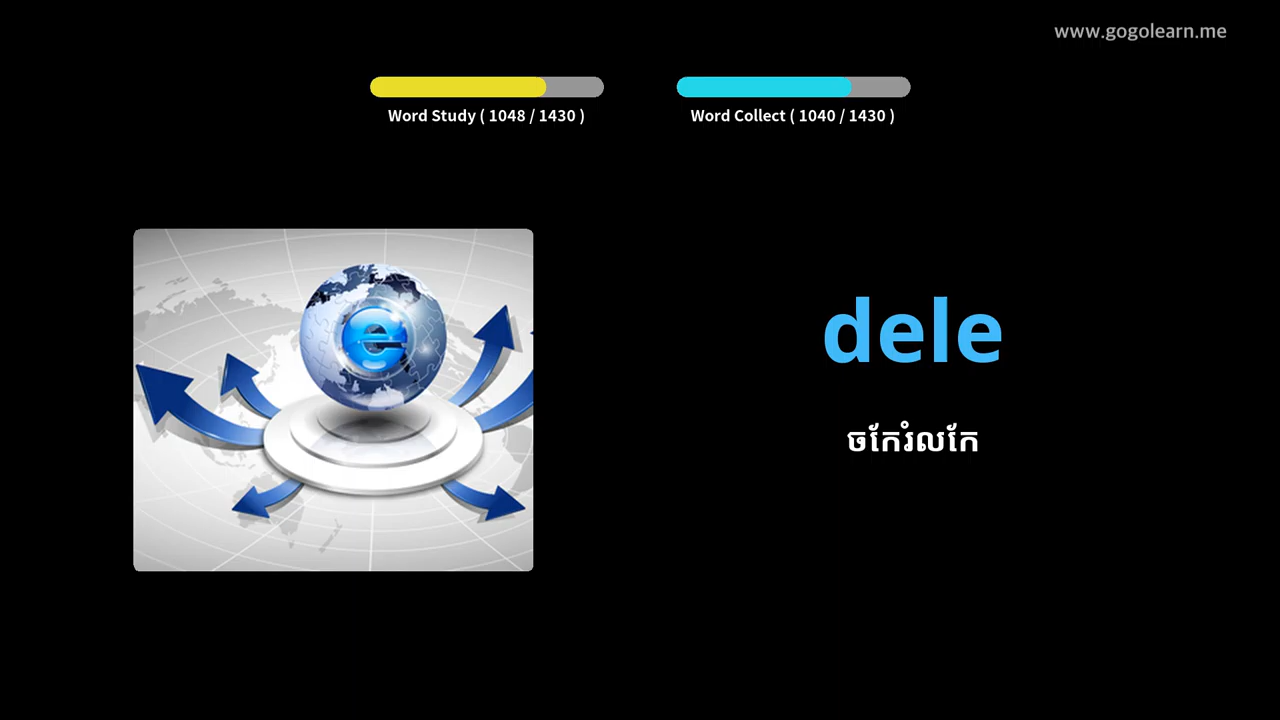 www.gogolearn.me
Word Study ( 1048 / 1430 )
Word Collect ( 1040 / 1430 )
e
dele
ចែករំលែក